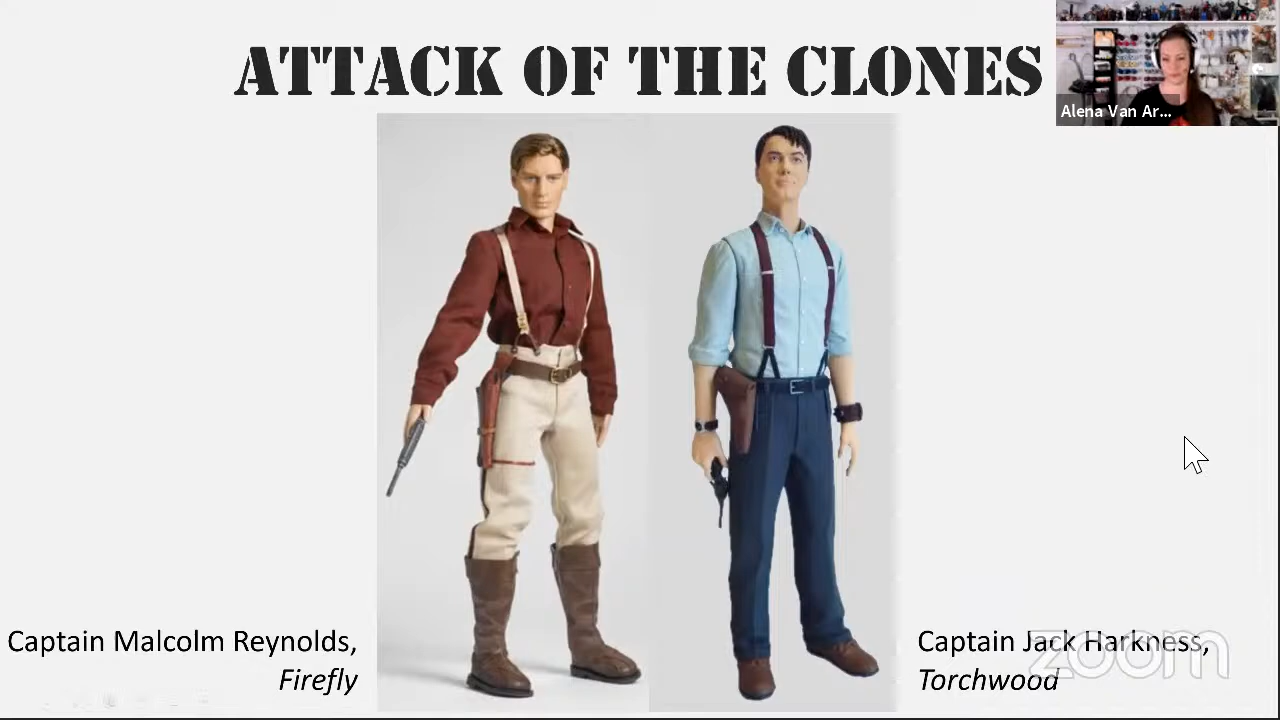 ATTACK OF THE CLONES
Alena Van Ar...
Captain Malcolm Reynolds,
Firefly
Captain Jack Harkness,
Torchwood
zoom